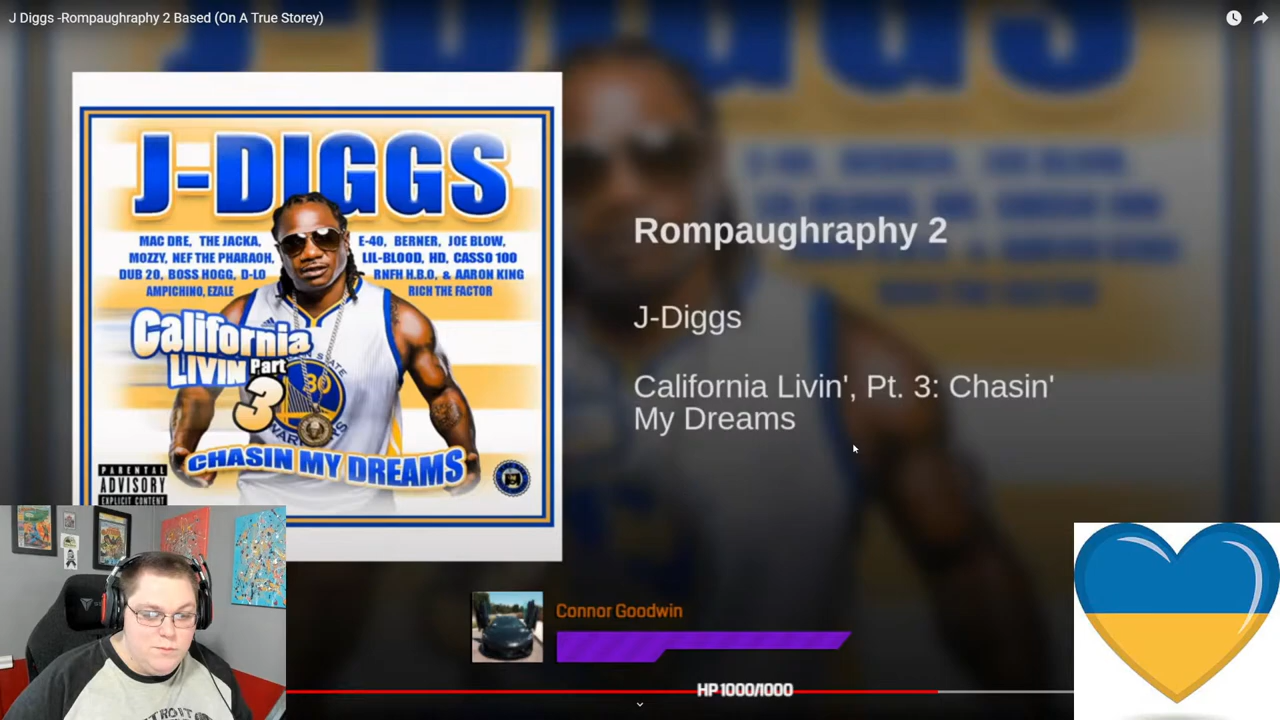 J Diggs -Rompaughraphy 2 Based (On A True Storey)
J-DIGGS
MAC DRE, THE JACKA,
MOZZY, NEF THE PHARAOH,
DUB 20, BOSS HOGG, D-LO
AMPICHINO, EZALE
E-40, BERNER, JOE BLOW,
LIL-BLOOD, HD, CASSO 100
RNFH H.B.O, & AARON KING
RICH THE FACTOR
California
LIVIN Part
3
30
WARRIORS
CHASIN MY DREAMS
PARENTAL
ADVISORY
EXPLICIT CONTENT
Rompaughraphy 2
J-Diggs
California Livin', Pt. 3: Chasin'
My Dreams
Connor Goodwin
HP 1000/1000
DETROIT